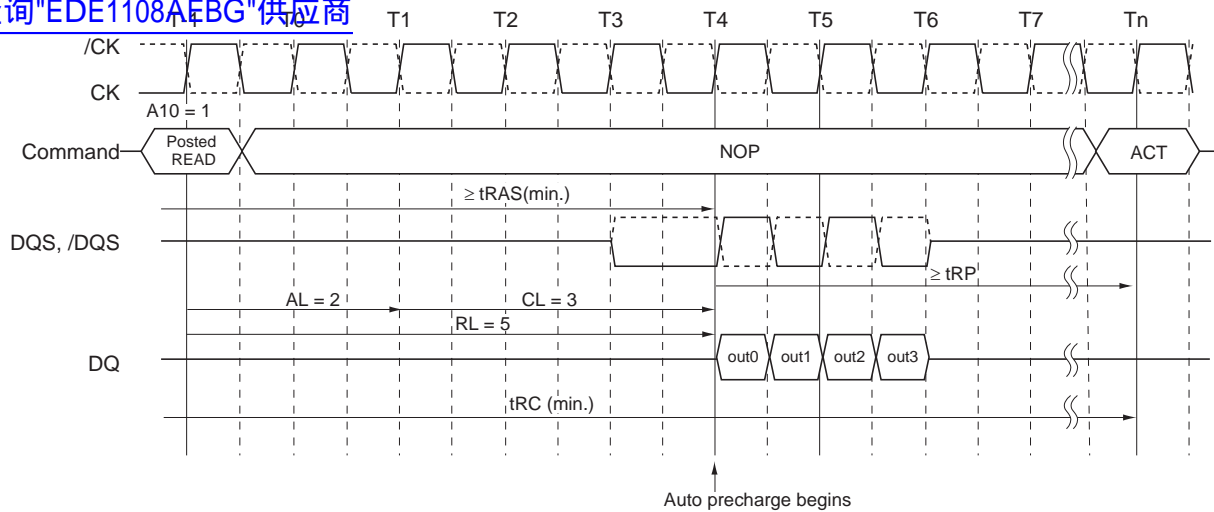 询"EDE1108AEBG"供应商
T-1 T0 T1 T2 T3 T4 T5 T6 T7 Tn
/CK
CK
A10 = 1
Command
Posted
READ
NOP
ACT
≥ tRAS(min.)
DQS, /DQS
≥ tRP
AL = 2
CL = 3
RL = 5
DQ
out0 out1 out2 out3
tRC (min.)
Auto precharge begins